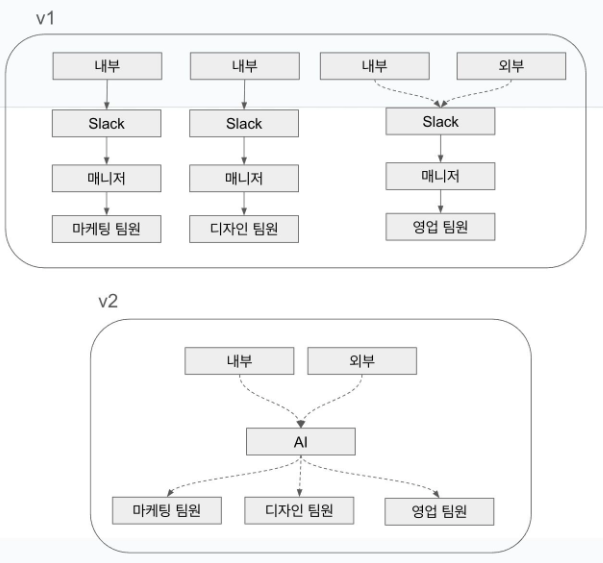 v1
내부
내부
내부
외부
Slack
Slack
Slack
매니저
매니저
매니저
마케팅 팀원
디자인 팀원
영업 팀원
v2
내부
외부
AI
마케팅 팀원
디자인 팀원
영업 팀원